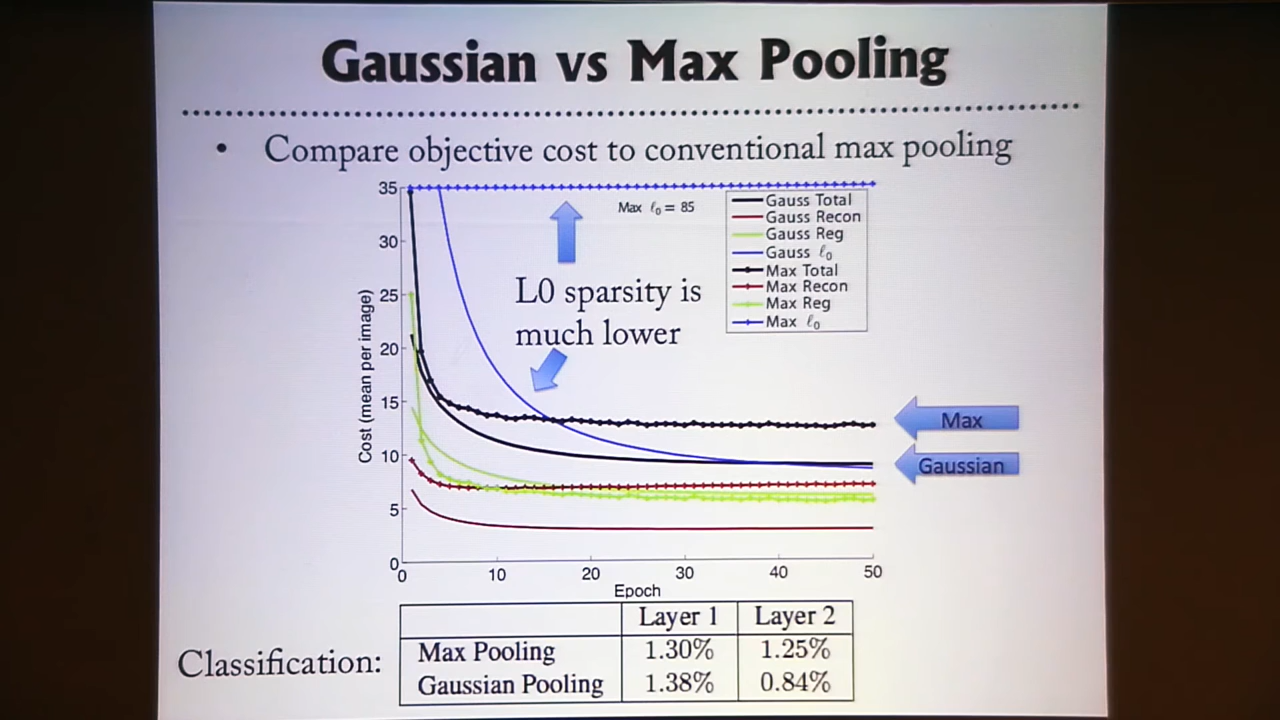 Gaussian vs Max Pooling
• Compare objective cost to conventional max pooling
35
30
25
20
15
10
5
0
Cost (mean per image)
0 10 20 30 40 50
Epoch
Max ℓ₀ = 85
Gauss Total
Gauss Recon
Gauss Reg
Gauss ℓ₀
Max Total
Max Recon
Max Reg
Max ℓ₀
L0 sparsity is
much lower
Max
Gaussian
Classification:
Layer 1 Layer 2
Max Pooling 1.30% 1.25%
Gaussian Pooling 1.38% 0.84%